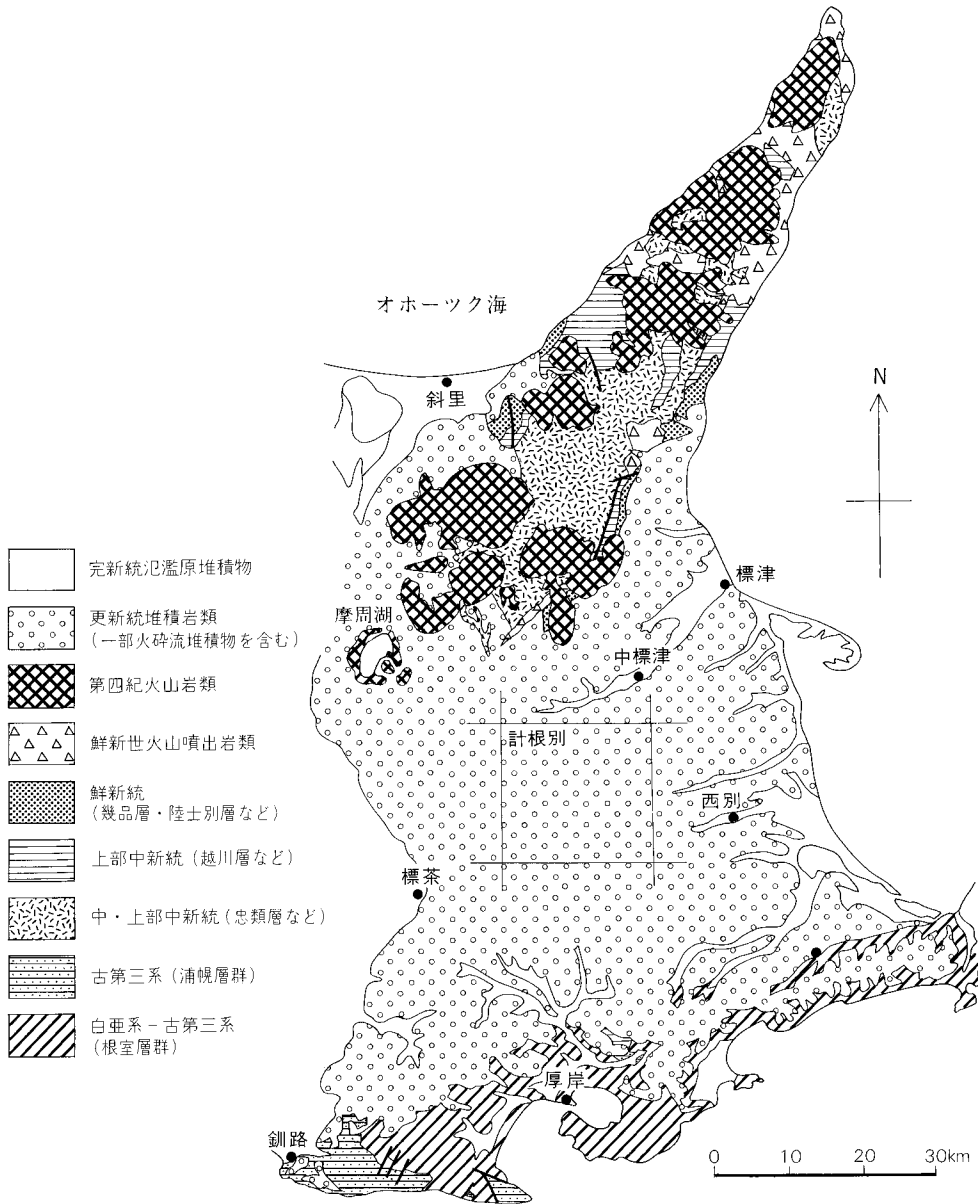 オホーツク海
斜里
N
標津
摩周湖
中標津
計根別
西別
標茶
厚岸
釧路
0 10 20 30km
完新統氾濫原堆積物
更新統堆積岩類
(一部火砕流堆積物を含む)
第四紀火山岩類
鮮新世火山噴出岩類
鮮新統
(幾品層・陸士別層など)
上部中新統 (越川層など)
中・上部中新統 (忠類層など)
古第三系 (浦幌層群)
白亜系－古第三系
(根室層群)